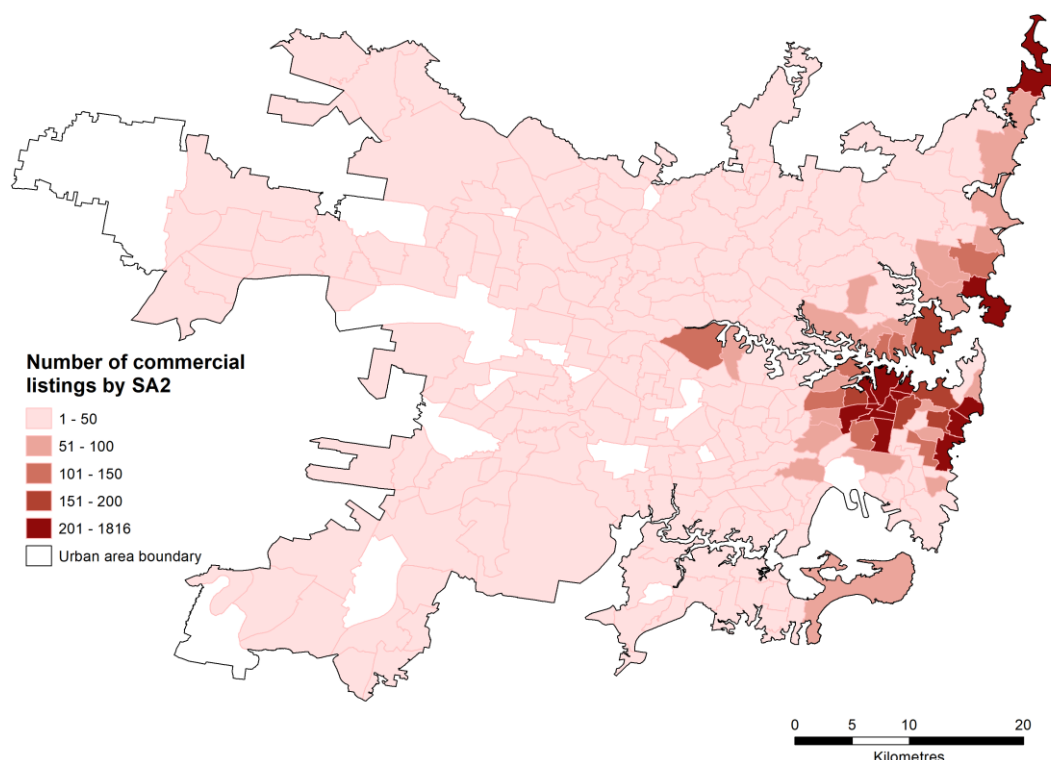 Number of commercial
listings by SA2
1 - 50
51 - 100
101 - 150
151 - 200
201 - 1816
Urban area boundary
0 5 10 20
Kilometres